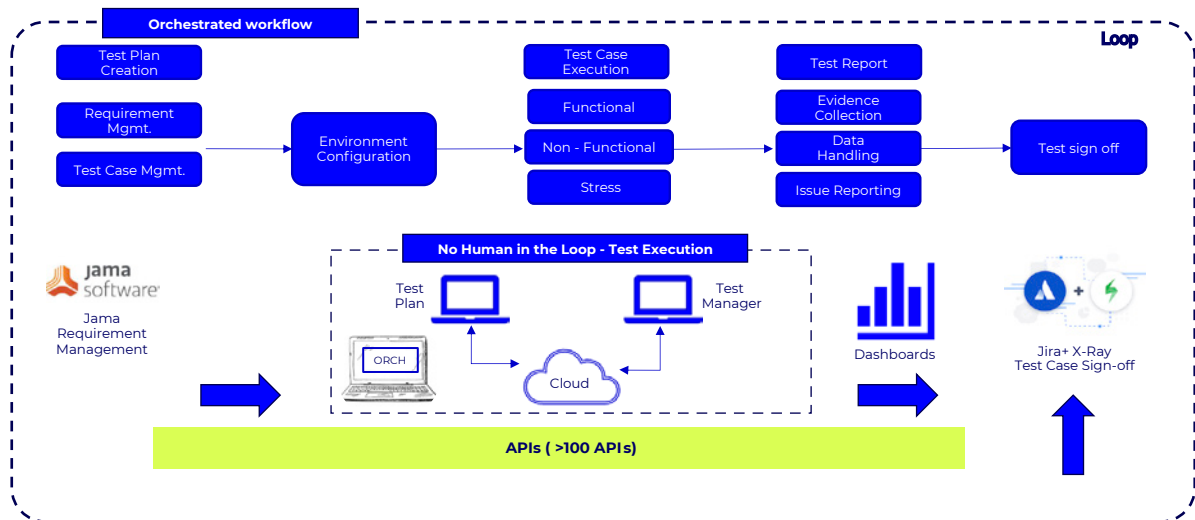 Orchestrated workflow
Loop
Test Plan
Creation
Requirement
Mgmt.
Test Case Mgmt.
Environment
Configuration
Test Case
Execution
Functional
Non - Functional
Stress
Test Report
Evidence
Collection
Data
Handling
Issue Reporting
Test sign off
No Human in the Loop - Test Execution
jama
software
Jama
Requirement
Management
Test
Plan
Test
Manager
ORCH
Cloud
Dashboards
Jira+ X-Ray
Test Case Sign-off
APIs ( >100 APIs)